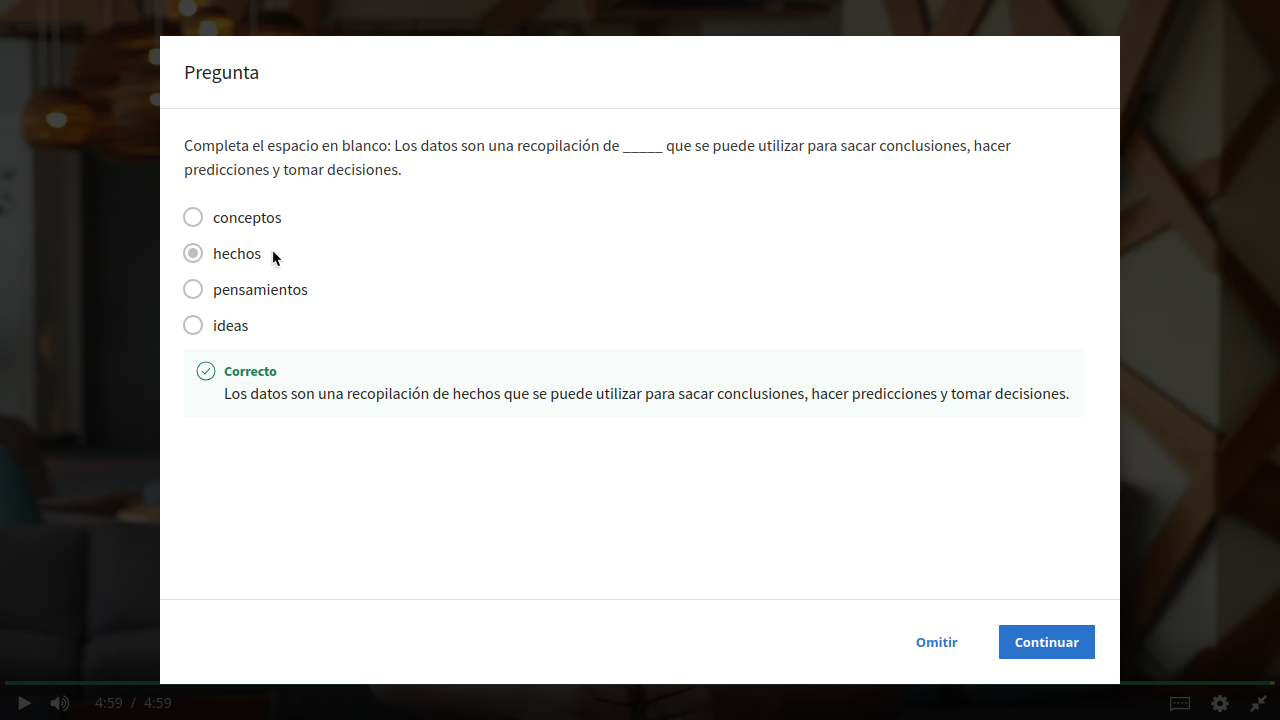 Pregunta
Completa el espacio en blanco: Los datos son una recopilación de _____ que se puede utilizar para sacar conclusiones, hacer
predicciones y tomar decisiones.
conceptos
hechos
pensamientos
ideas
Correcto
Los datos son una recopilación de hechos que se puede utilizar para sacar conclusiones, hacer predicciones y tomar decisiones.
Omitir
Continuar
4:59 / 4:59